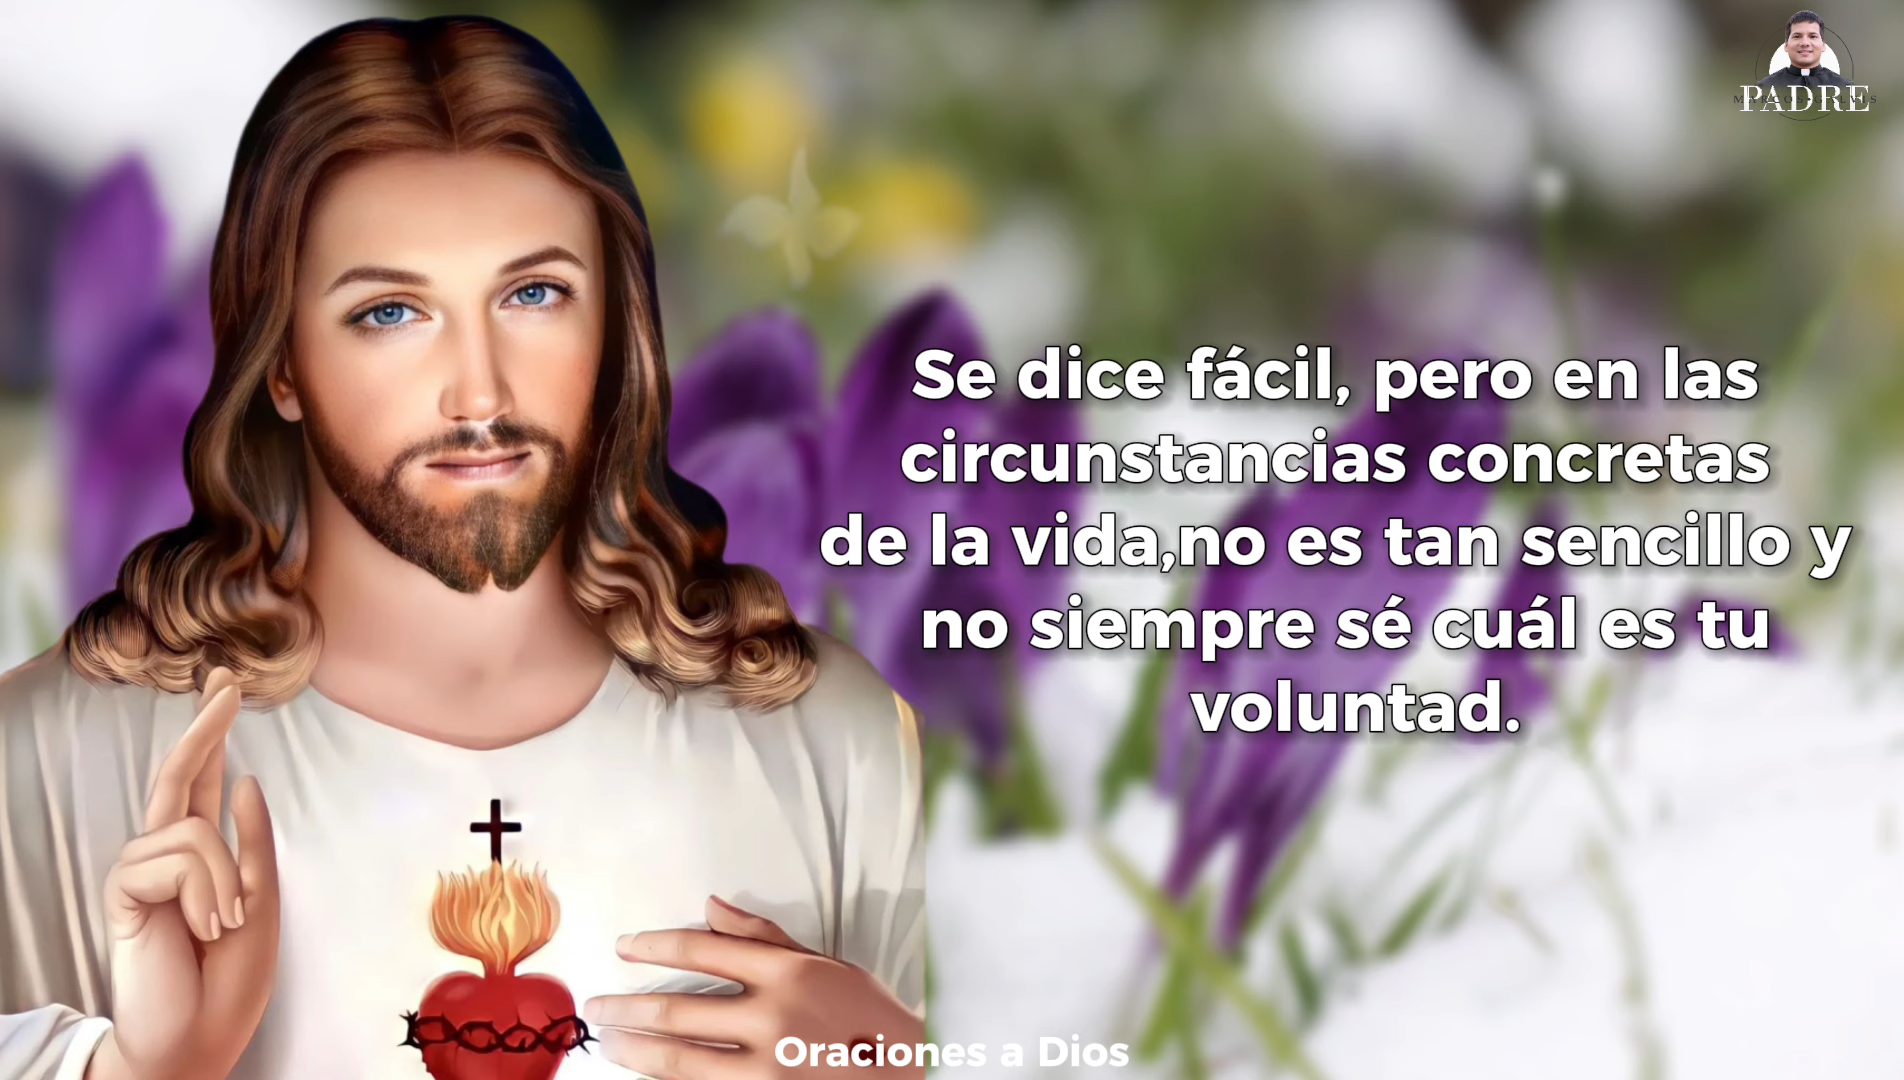 PADRE
Se dice fácil, pero en las
circunstancias concretas
de la vida,no es tan sencillo y
no siempre sé cuál es tu
voluntad.
Oraciones a Dios